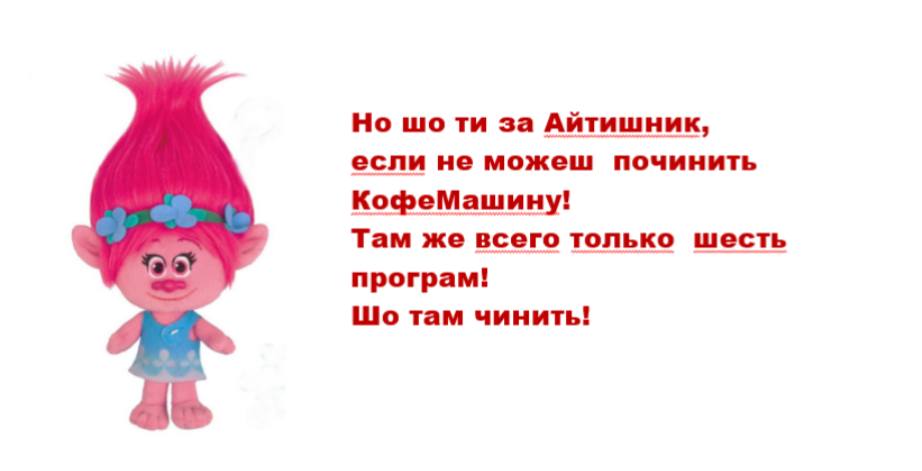 Но шо ти за Айтишник,
если не можеш  починить
КофеМашину!
Там же всего только  шесть
програм!
Шо там чинить!